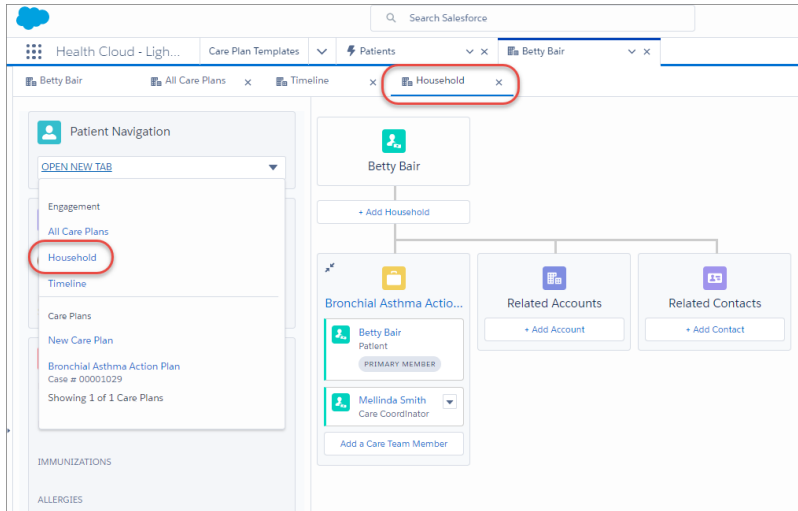 Search Salesforce
Health Cloud - Ligh...
Care Plan Templates
Patients
Betty Bair
Betty Bair
All Care Plans
Timeline
Household
Patient Navigation
OPEN NEW TAB
Engagement
All Care Plans
Household
Timeline
Care Plans
New Care Plan
Bronchial Asthma Action Plan
Case # 00001029
Showing 1 of 1 Care Plans
IMMUNIZATIONS
ALLERGIES
Betty Bair
+ Add Household
Bronchial Asthma Actio...
Betty Bair
Patient
PRIMARY MEMBER
Mellinda Smith
Care Coordinator
Add a Care Team Member
Related Accounts
+ Add Account
Related Contacts
+ Add Contact